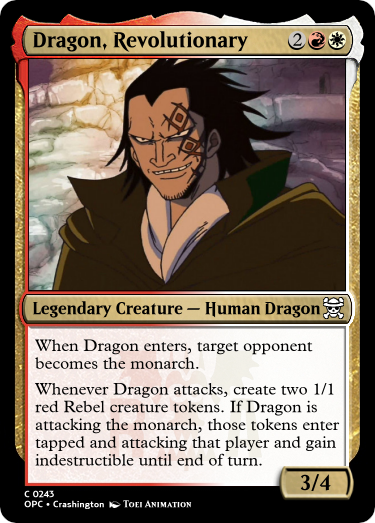 Dragon, Revolutionary 2
Legendary Creature — Human Dragon
When Dragon enters, target opponent
becomes the monarch.
Whenever Dragon attacks, create two 1/1
red Rebel creature tokens. If Dragon is
attacking the monarch, those tokens enter
tapped and attacking that player and gain
indestructible until end of turn.
3/4
C 0243
OPC • Crashington TOEI ANIMATION